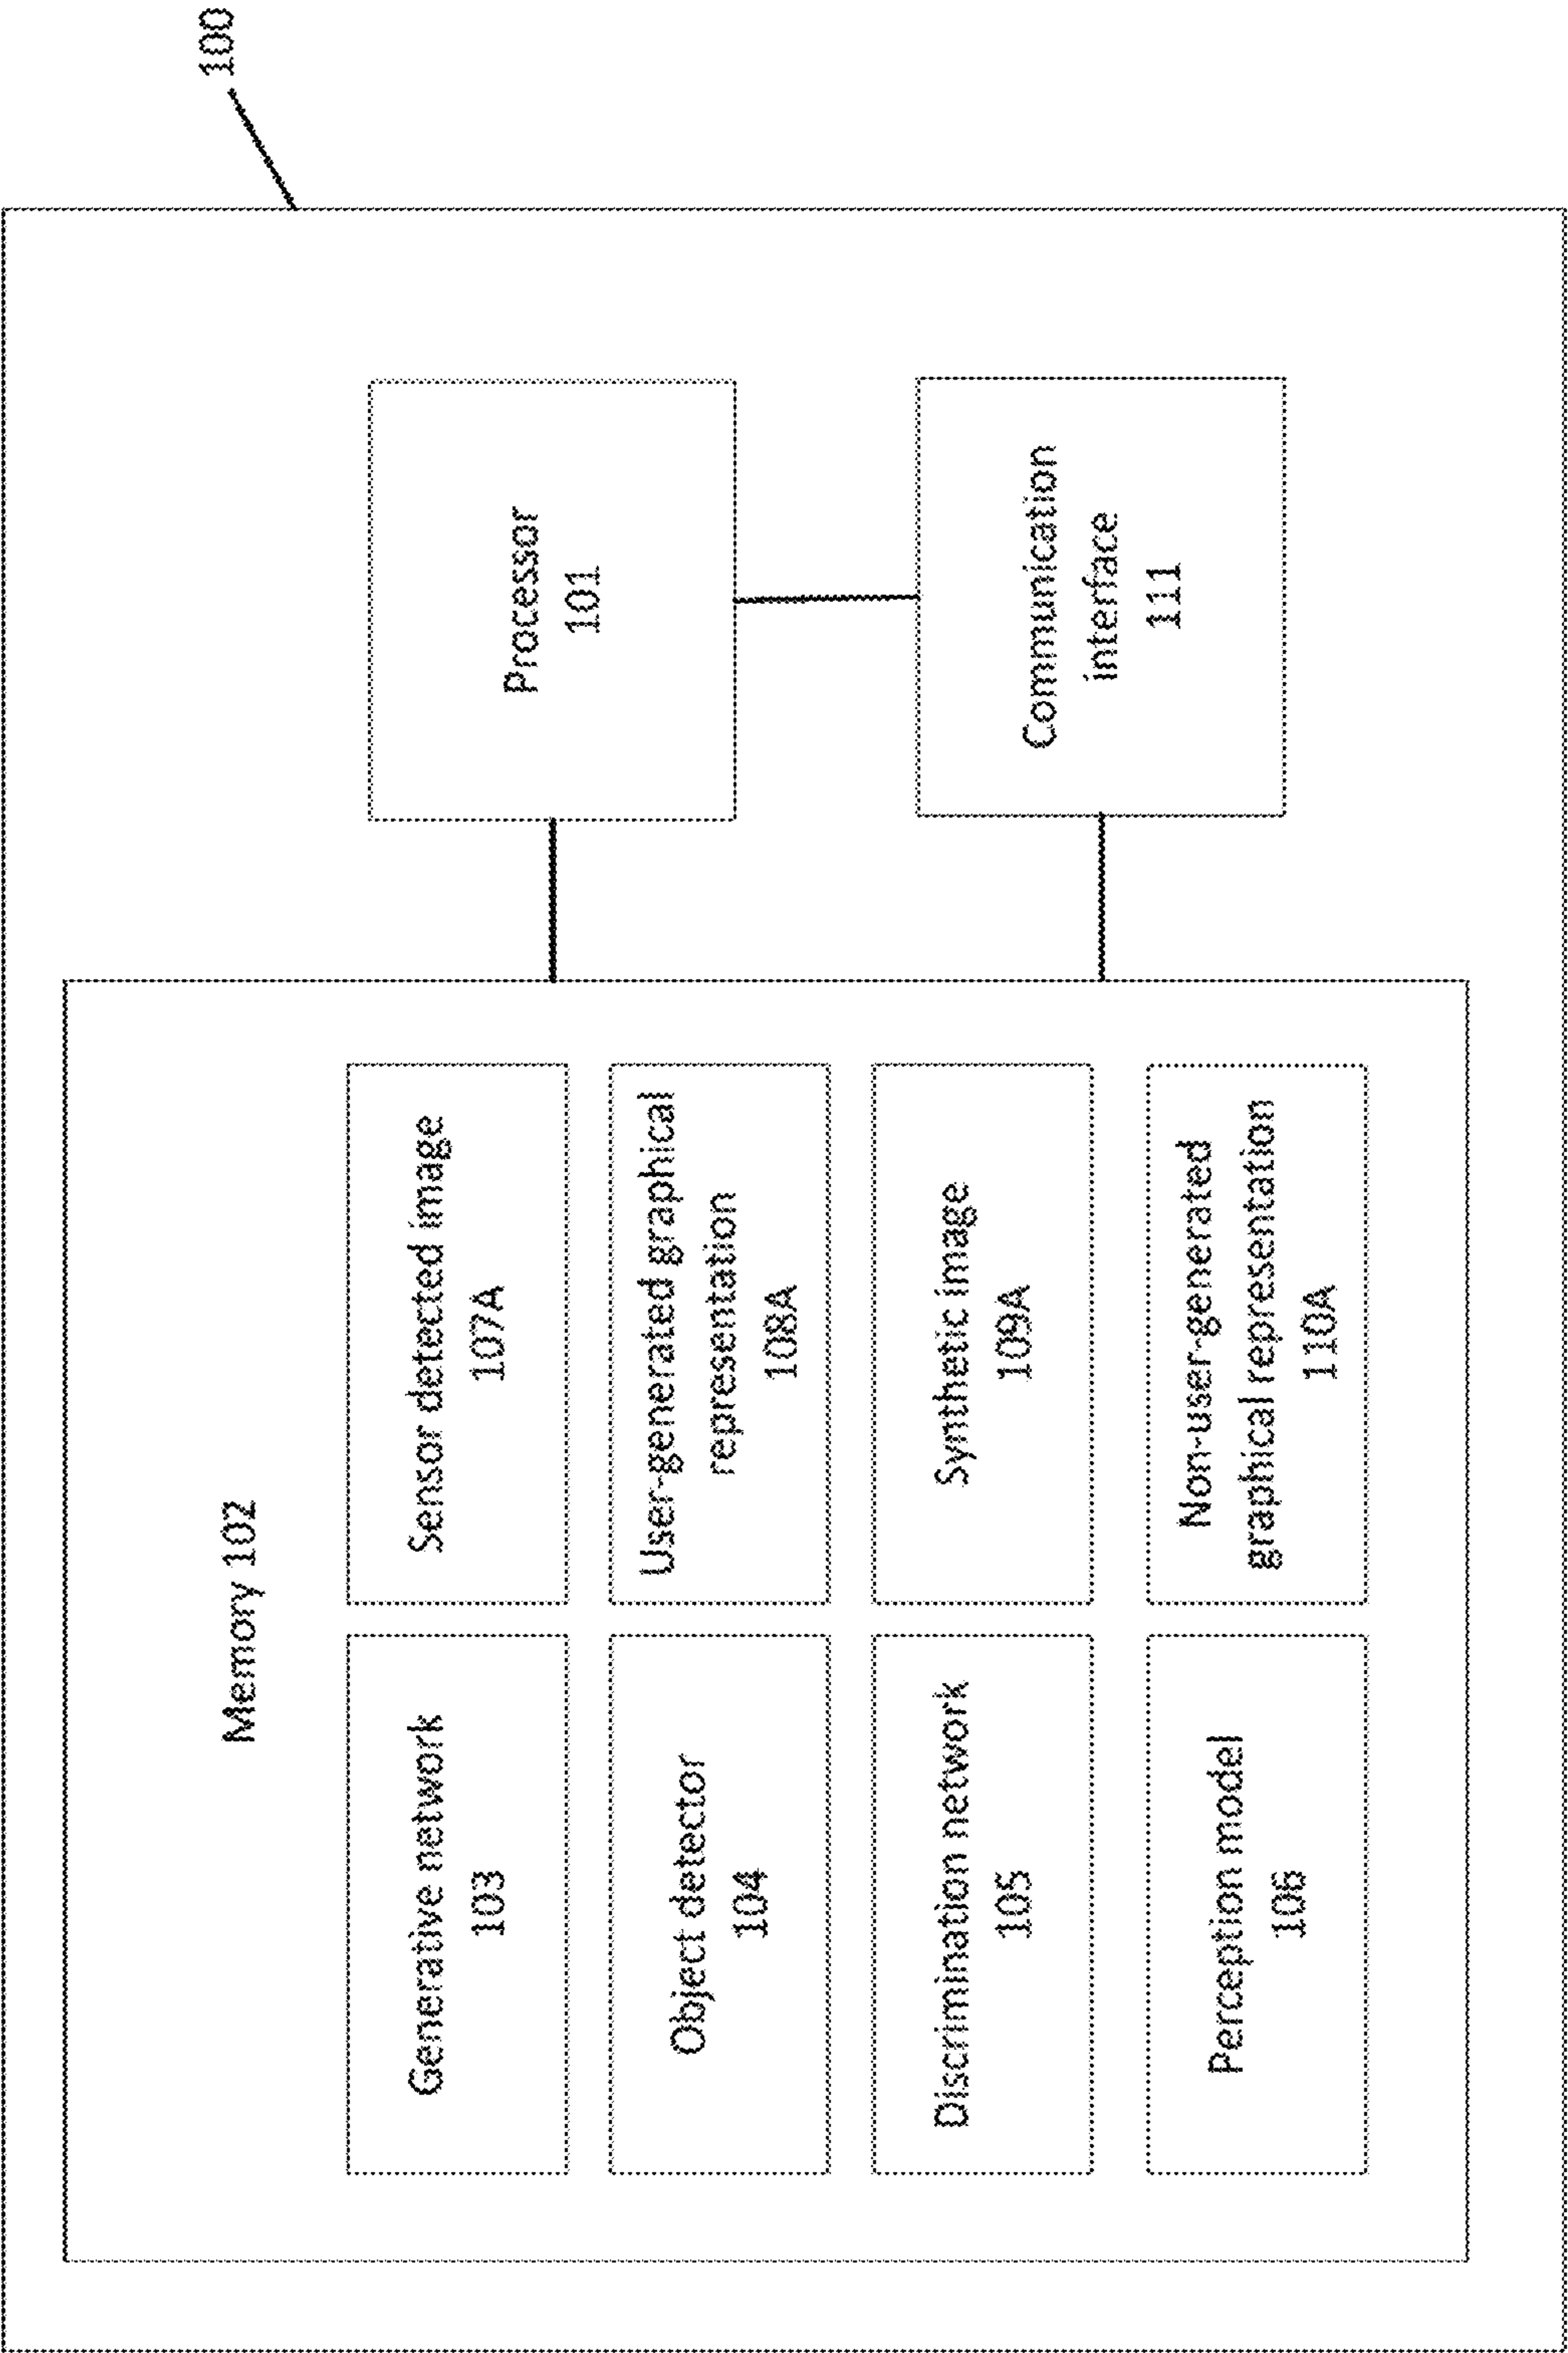 100
Memory 102
Generative network
103
Sensor detected image
107A
Object detector
104
User-generated graphical
representation
108A
Discrimination network
105
Synthetic image
109A
Perception model
106
Non-user-generated
graphical representation
110A
Processor
101
Communication
interface
111